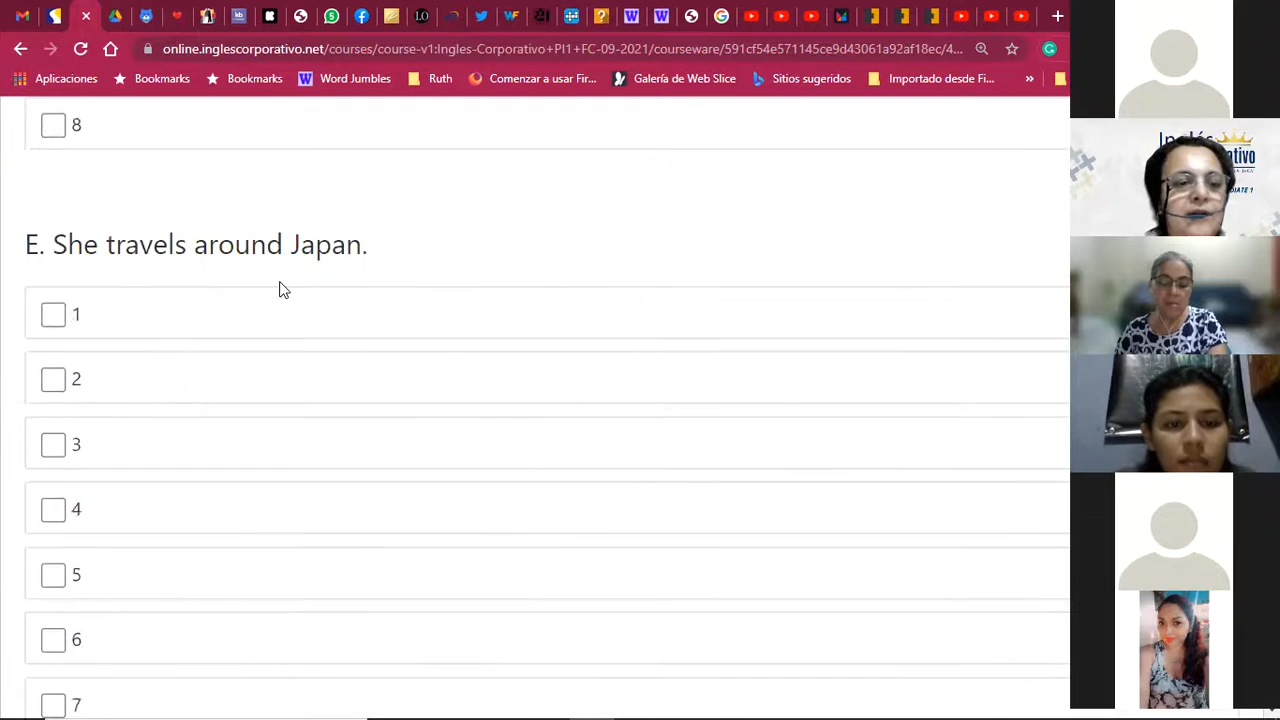 online.inglescorporativo.net/courses/course-v1:Ingles-Corporativo+PI1+FC-09-2021/courseware/591cf54e571145ce9d43061a92af18ec/4...
Aplicaciones
Bookmarks
Bookmarks
Word Jumbles
Ruth
Comenzar a usar Fir...
Galería de Web Slice
Sitios sugeridos
Importado desde Fi...
»
8
E. She travels around Japan.
1
2
3
4
5
6
7